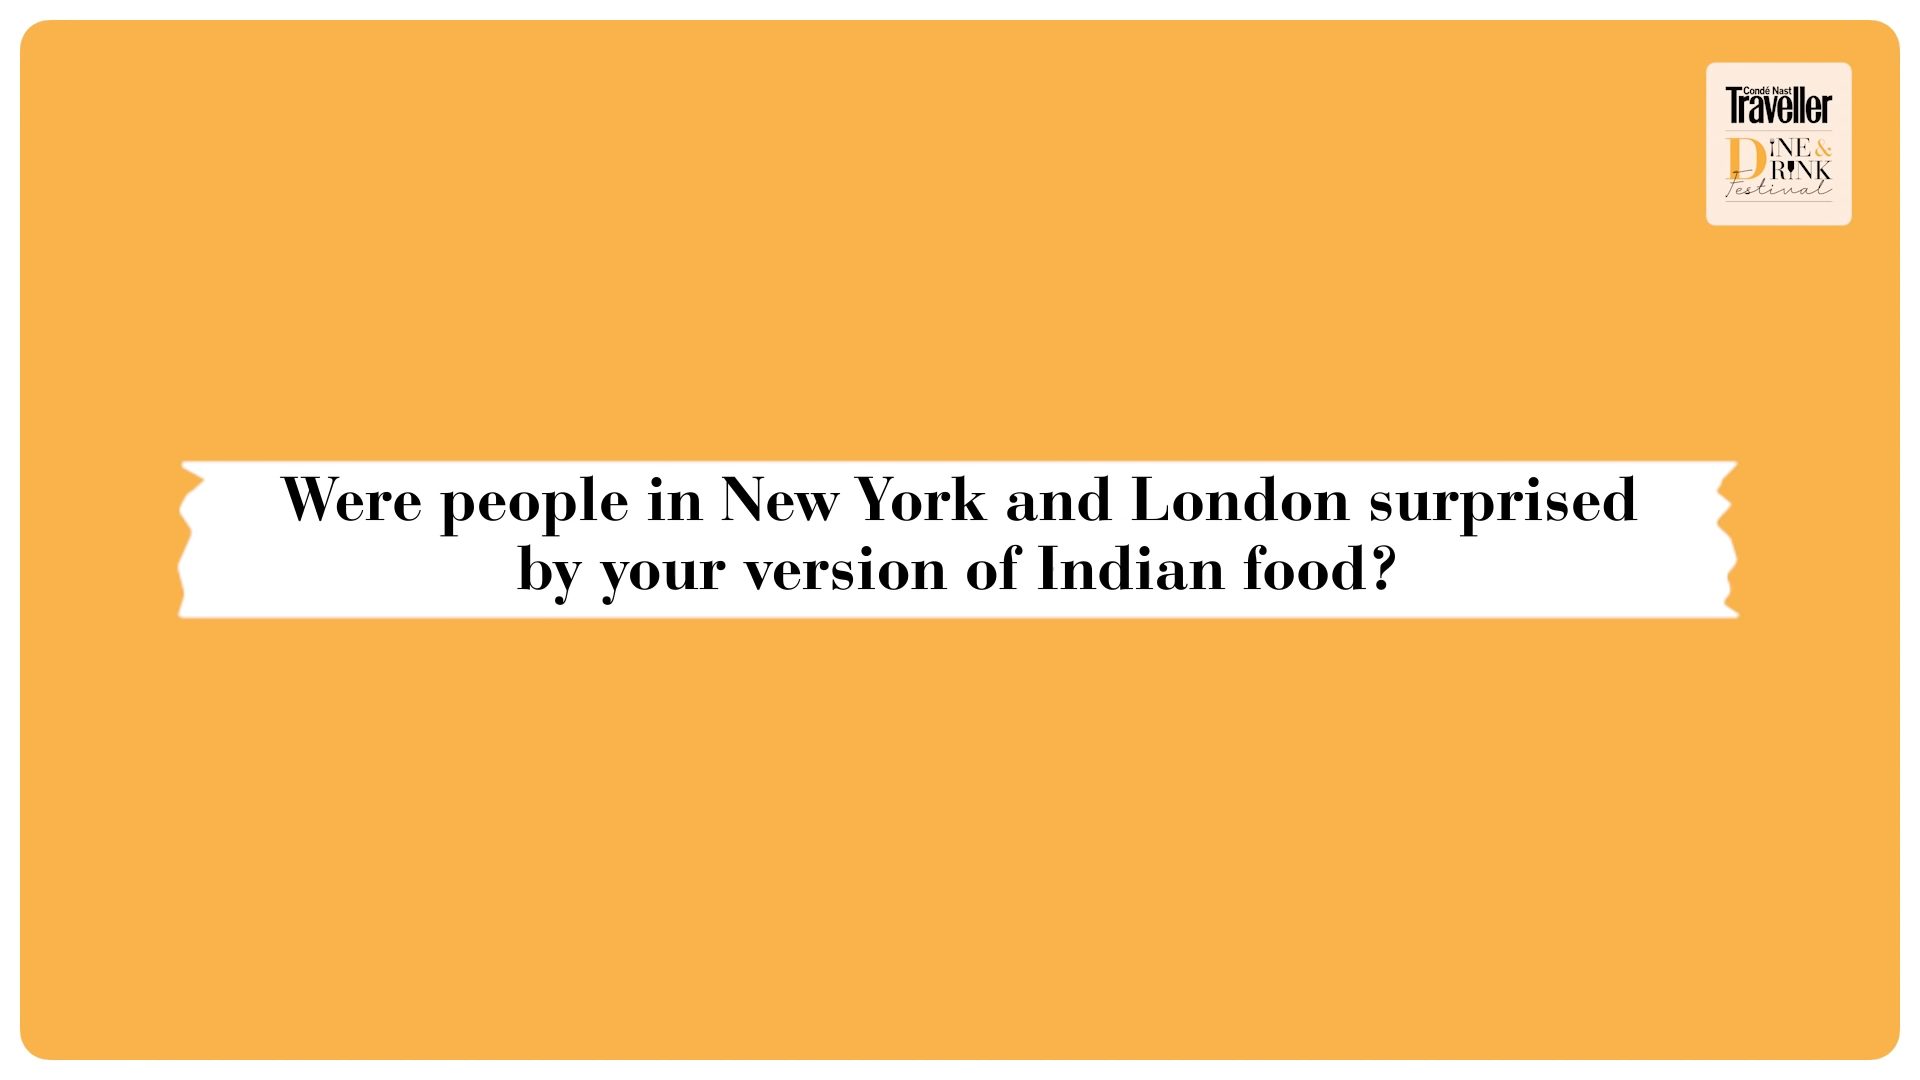 Condé Nast
Traveller
DINE &
DRINK
Festival
Were people in New York and London surprised
by your version of Indian food?